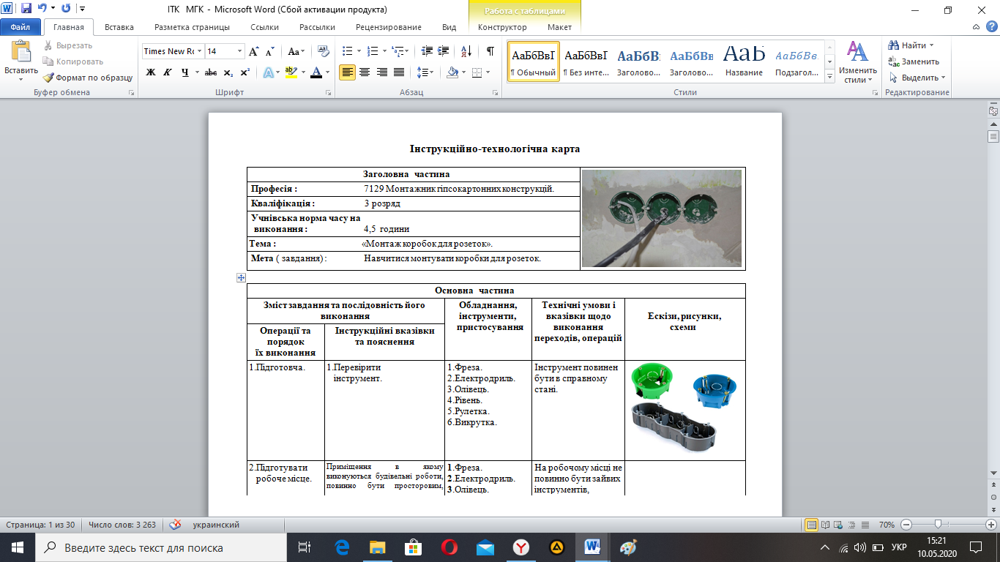 ІТК МГК - Microsoft Word (Сбой активации продукта)
Работа с таблицами
Файл
Главная
Вставка
Разметка страницы
Ссылки
Рассылки
Рецензирование
Вид
Конструктор
Макет
Вставить
Вырезать
Копировать
Формат по образцу
Буфер обмена
Times New Ro
14
Шрифт
Абзац
АаБбВвІ
¶ Обычный
АаБбВвІ
¶ Без инте...
АаБбВ
Заголово...
АаБбВв
Заголово...
АаБ
Название
АаБбВв.
Подзагол...
Изменить
стили
Стили
Найти
Заменить
Выделить
Редактирование
Інструкційно-технологічна карта
Заголовна частина
Професія : 7129 Монтажник гіпсокартонних конструкцій.
Кваліфікація : 3 розряд
Учнівська норма часу на
виконання : 4,5 години
Тема : «Монтаж коробок для розеток».
Мета ( завдання): Навчитися монтувати коробки для розеток.
Основна частина
Зміст завдання та послідовність його
виконання
Операції та
порядок
їх виконання
Інструкційні вказівки
та пояснення
Обладнання,
інструменти,
пристосування
Технічні умови і
вказівки щодо
виконання
переходів, операцій
Ескізи, рисунки,
схеми
1.Підготовча.
1.Перевірити
інструмент.
1.Фреза.
2.Електродриль.
3.Олівець.
4.Рівень.
5.Рулетка.
6.Викрутка.
Інструмент повинен
бути в справному
стані.
2.Підготувати
робоче місце.
Приміщення в якому
виконуються будівельні роботи,
повинно бути просторовим,
1.Фреза.
2.Електродриль.
3.Олівець.
На робочому місці не
повинно бути зайвих
інструментів,
Страница: 1 из 30
Число слов: 3 263
украинский
70%
Введите здесь текст для поиска
УКР
15:21
10.05.2020